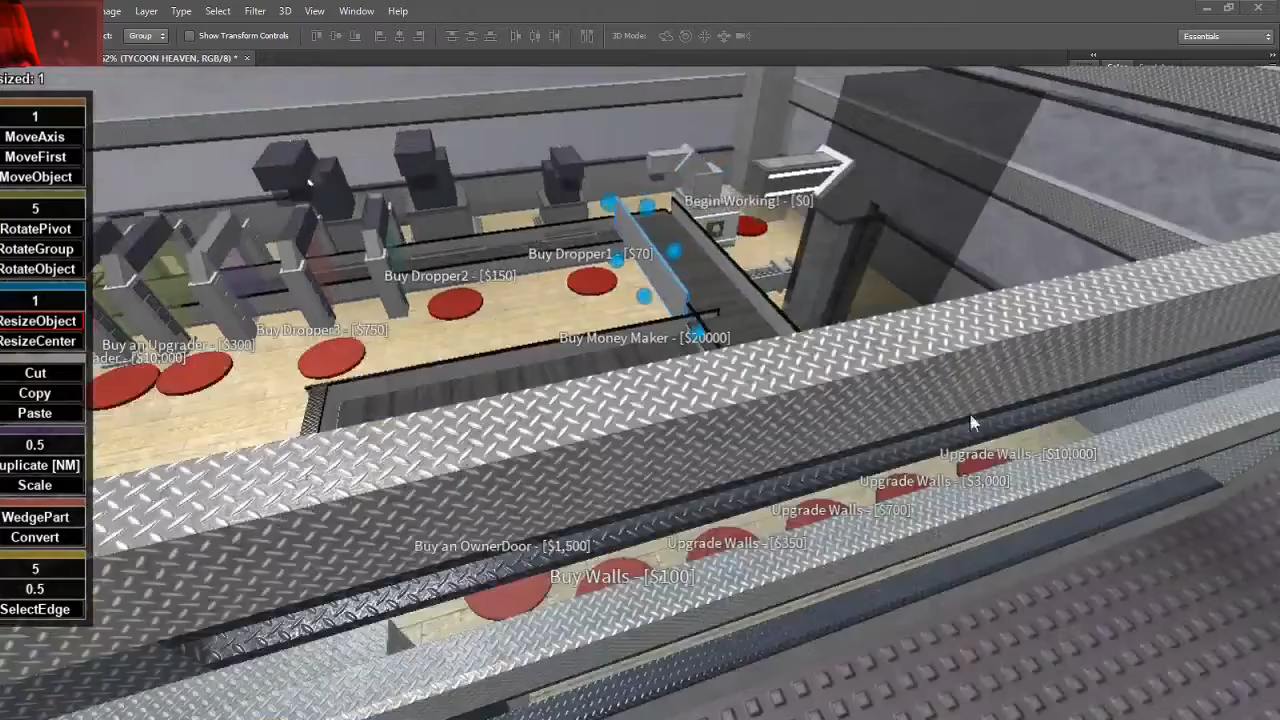 age Layer Type Select Filter 3D View Window Help
Group Show Transform Controls 3D Mode: Essentials
(TYCOON HEAVEN, RGB/8) * ×
sized: 1
1
MoveAxis
MoveFirst
MoveObject
5
RotatePivot
RotateGroup
RotateObject
1
ResizeObject
ResizeCenter
Cut
Copy
Paste
0.5
uplicate [NM]
Scale
WedgePart
Convert
5
0.5
SelectEdge
Begin Working! - [$0]
Buy Dropper1 - [$70]
Buy Dropper2 - [$150]
Buy Dropper3 - [$750]
Buy an Upgrader - [$300]
ader - [$10,000]
Buy Money Maker - [$20000]
Upgrade Walls - [$10,000]
Upgrade Walls - [$3,000]
Upgrade Walls - [$700]
Upgrade Walls - [$350]
Buy an OwnerDoor - [$1,500]
Buy Walls - [$100]